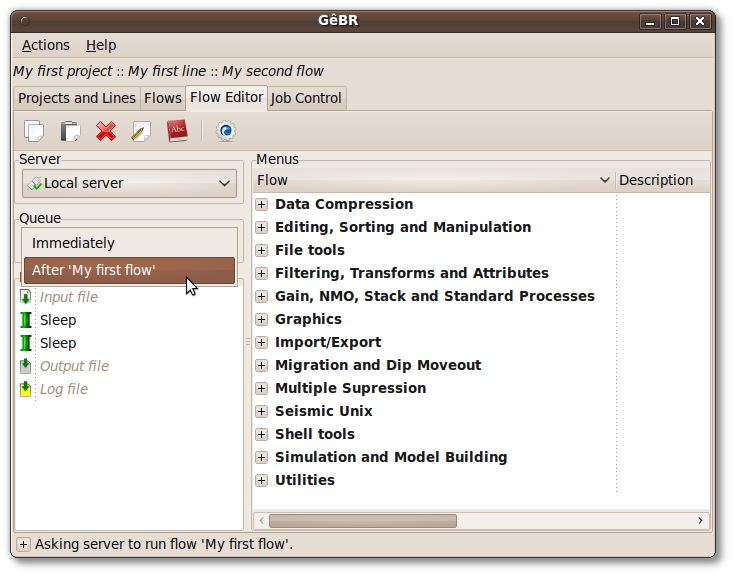 GêBR
Actions Help
My first project :: My first line :: My second flow
Projects and Lines Flows Flow Editor Job Control
Abc
Server
Local server
Queue
Immediately
After 'My first flow'
Input file
Sleep
Sleep
Output file
Log file
Menus
Flow Description
Data Compression
Editing, Sorting and Manipulation
File tools
Filtering, Transforms and Attributes
Gain, NMO, Stack and Standard Processes
Graphics
Import/Export
Migration and Dip Moveout
Multiple Supression
Seismic Unix
Shell tools
Simulation and Model Building
Utilities
Asking server to run flow 'My first flow'.